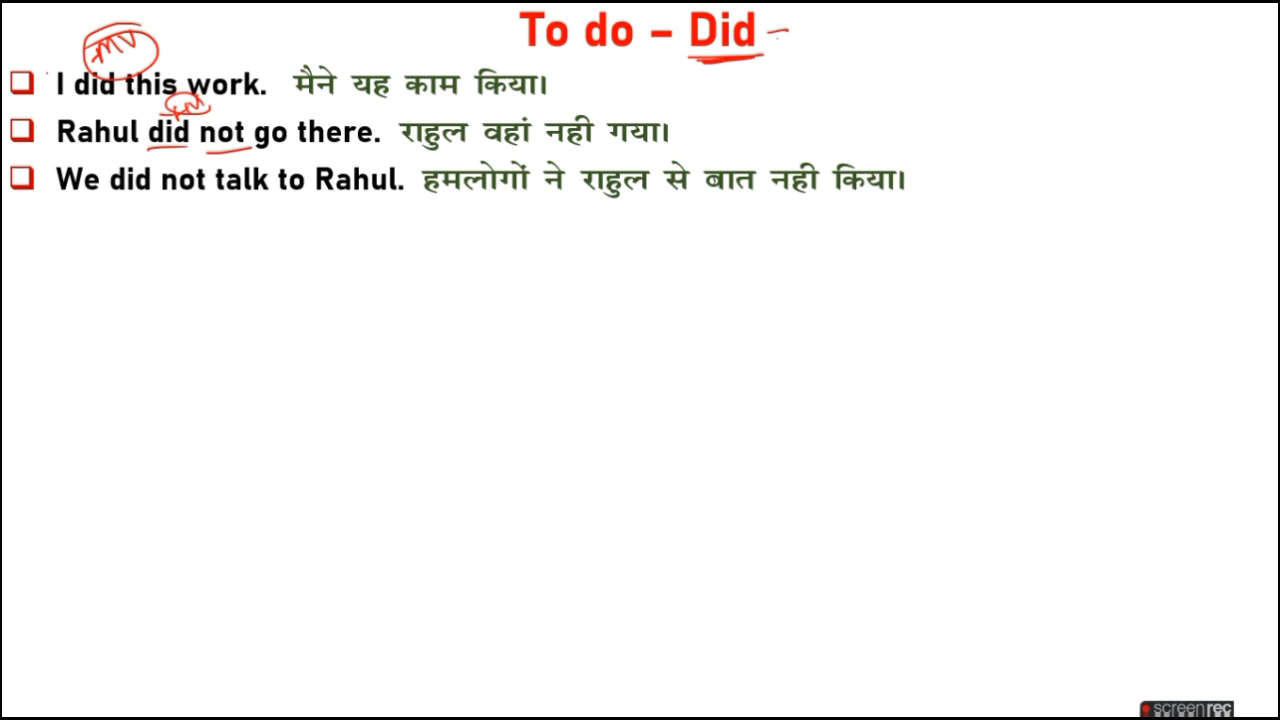 To do – Did
MV
I did this work. मैने यह काम किया।
Rahul did not go there. राहुल वहां नही गया।
We did not talk to Rahul. हमलोगों ने राहुल से बात नही किया।
screenrec